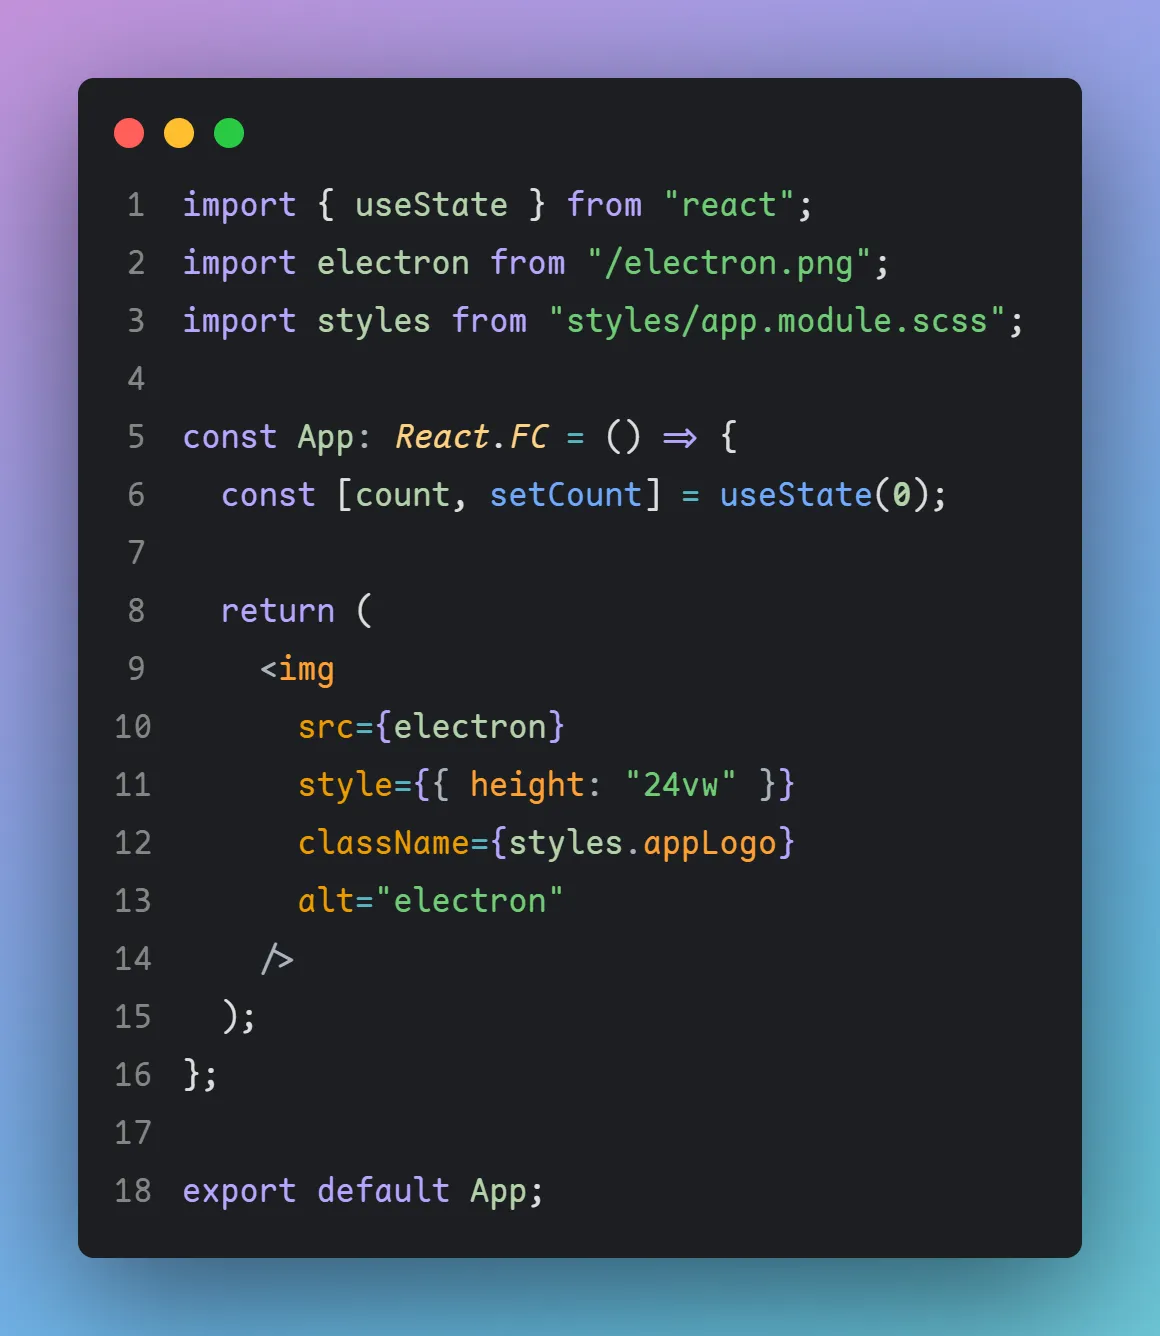 1 import { useState } from "react";
2 import electron from "/electron.png";
3 import styles from "styles/app.module.scss";
4
5 const App: React.FC = () => {
6   const [count, setCount] = useState(0);
7
8   return (
9     <img
10       src={electron}
11       style={{ height: "24vw" }}
12       className={styles.appLogo}
13       alt="electron"
14     />
15   );
16 };
17
18 export default App;